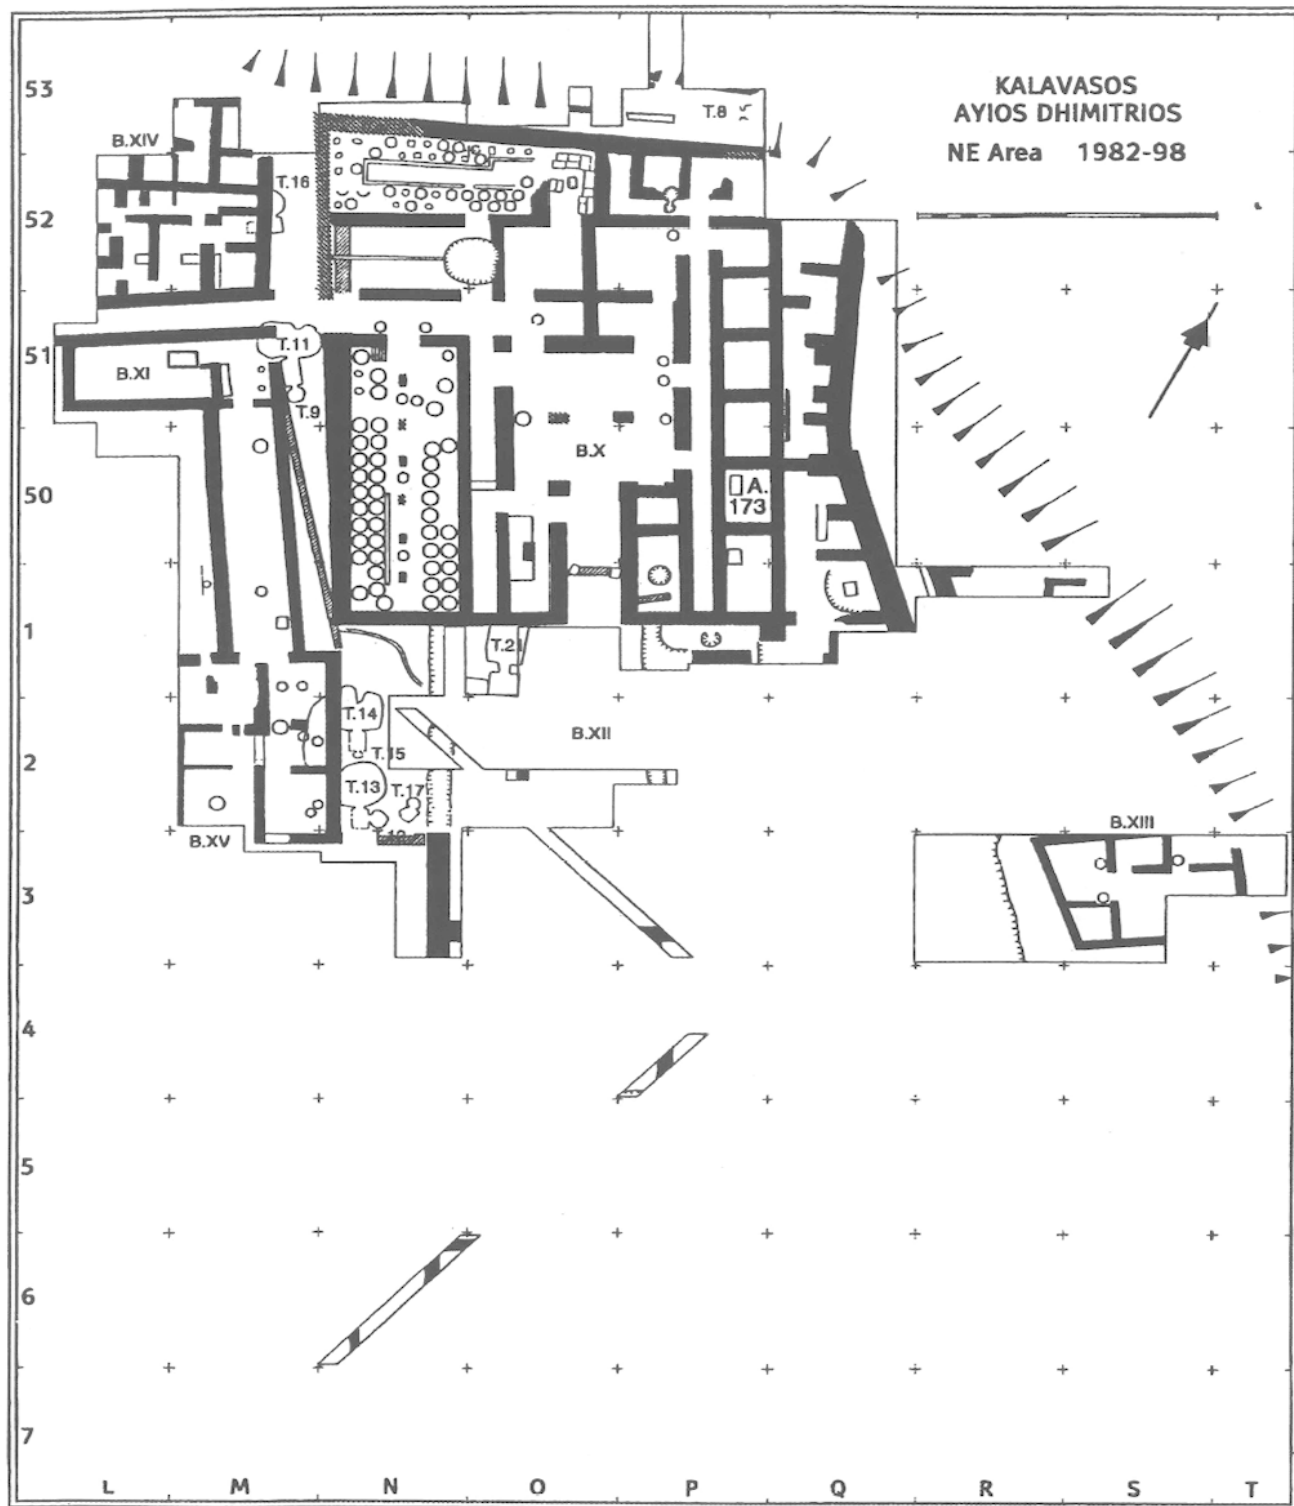 KALAVASOS
AYIOS DHIMITRIOS
NE Area 1982-98
53
T.8
B.XIV
T.16
52
51
T.11
B.XI
T.9
B.X
50
A.
173
1
T.21
T.14
B.XII
2
T.15
T.13
T.17
B.XIII
B.XV
3
4
5
6
7
L M N O P Q R S T